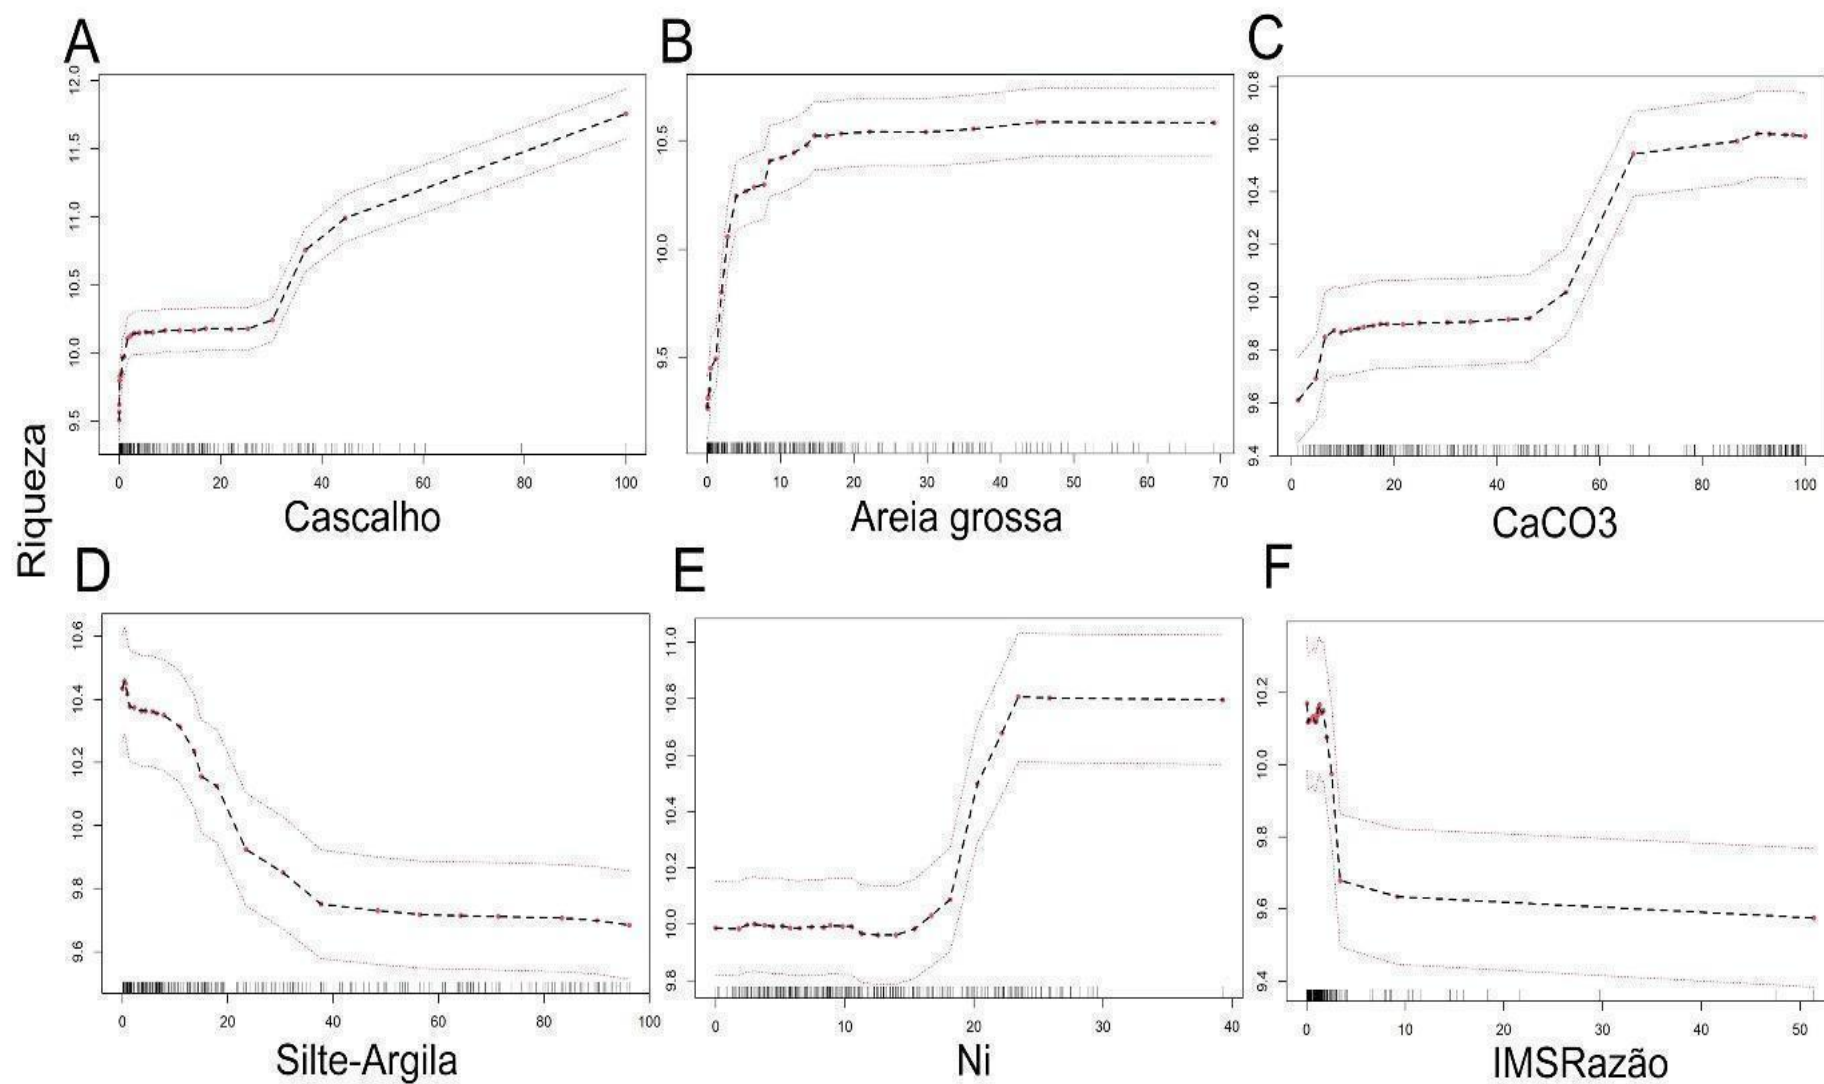 A
B
C
9.5 10.0 10.5 11.0 11.5 12.0
9.5 10.0 10.5
9.4 9.6 9.8 10.0 10.2 10.4 10.6 10.8
0 20 40 60 80 100
0 10 20 30 40 50 60 70
0 20 40 60 80 100
Cascalho
Areia grossa
CaCO3
Riqueza
D
E
F
9.6 9.8 10.0 10.2 10.4 10.6
9.8 10.0 10.2 10.4 10.6 10.8 11.0
9.4 9.6 9.8 10.0 10.2
0 20 40 60 80 100
0 10 20 30 40
0 10 20 30 40 50
Silte-Argila
Ni
IMSRazão